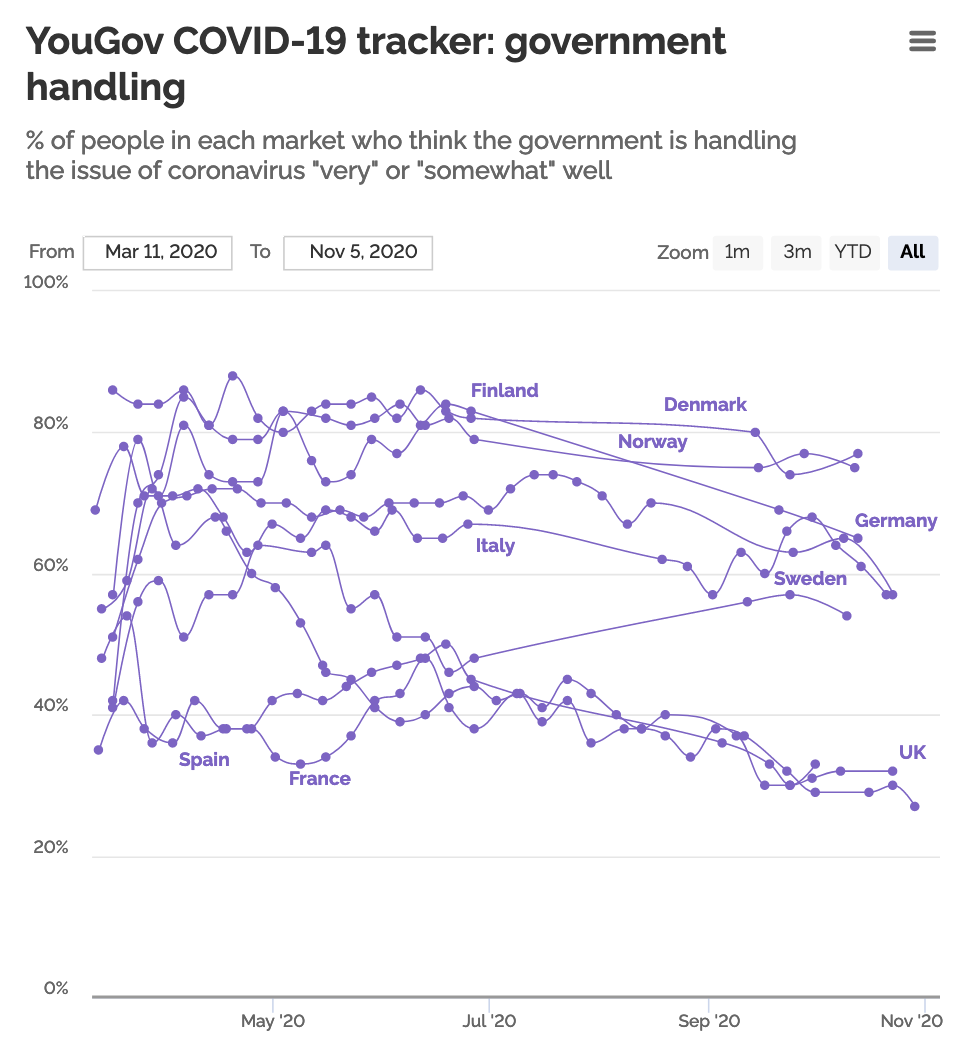 YouGov COVID-19 tracker: government
handling
% of people in each market who think the government is handling
the issue of coronavirus "very" or "somewhat" well
From Mar 11, 2020 To Nov 5, 2020 Zoom 1m 3m YTD All
100%
Finland
Denmark
80%
Norway
Germany
Italy
60%
Sweden
40%
UK
Spain
France
20%
0%
May '20 Jul '20 Sep '20 Nov '20